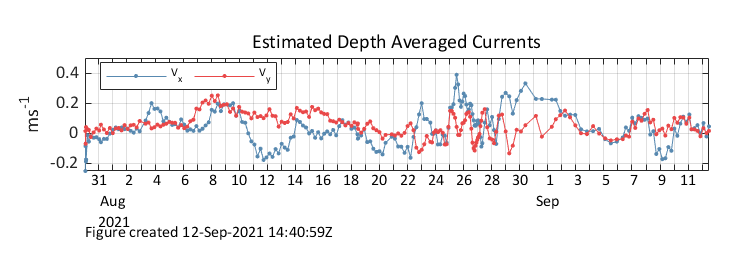 Estimated Depth Averaged Currents
Vx Vy
ms-1
0.4
0.2
0
-0.2
31 2 4 6 8 10 12 14 16 18 20 22 24 26 28 30 1 3 5 7 9 11
Aug Sep
2021
Figure created 12-Sep-2021 14:40:59Z